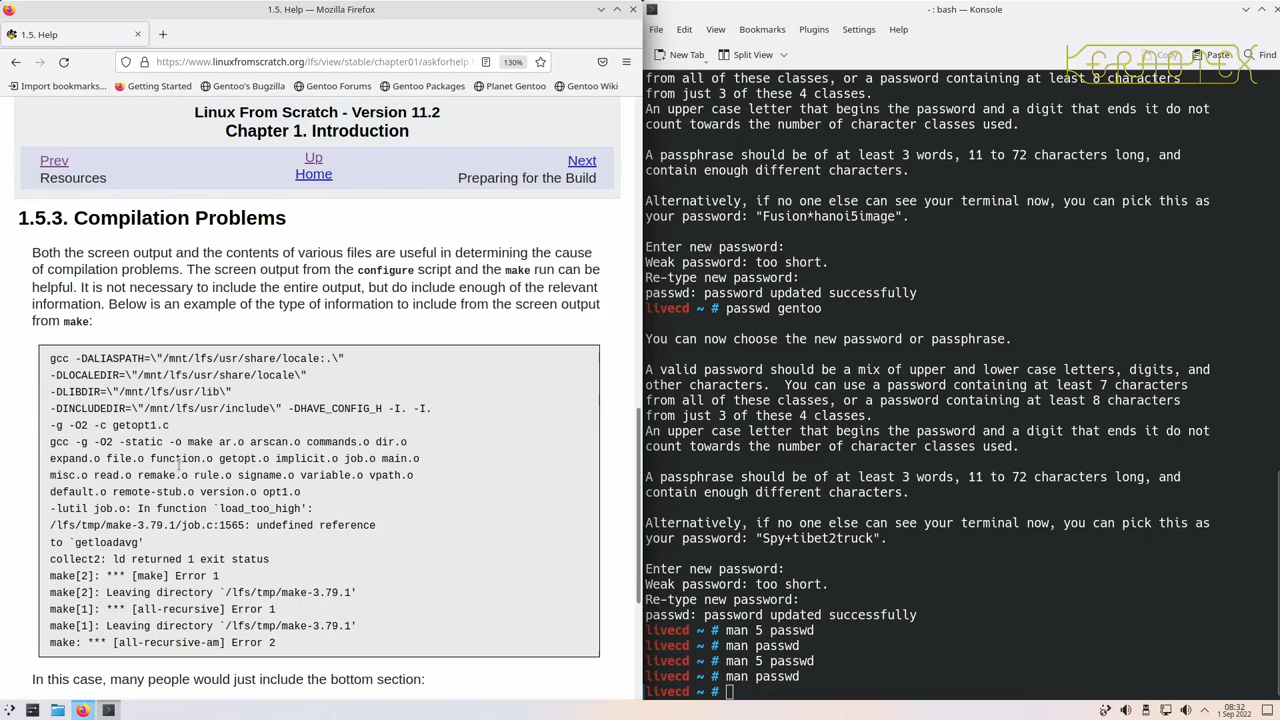 1.5. Help — Mozilla Firefox
1.5. Help
https://www.linuxfromscratch.org/lfs/view/stable/chapter01/askforh
130%
Import bookmarks...
Getting Started
Gentoo's Bugzilla
Gentoo Forums
Gentoo Packages
Planet Gentoo
Gentoo Wiki
Linux From Scratch - Version 11.2
Chapter 1. Introduction
Prev
Up
Next
Resources
Home
Preparing for the Build
1.5.3. Compilation Problems
Both the screen output and the contents of various files are useful in determining the cause
of compilation problems. The screen output from the configure script and the make run can be
helpful. It is not necessary to include the entire output, but do include enough of the relevant
information. Below is an example of the type of information to include from the screen output
from make:
gcc -DALIASPATH=\"/mnt/lfs/usr/share/locale:.\"
-DLOCALEDIR=\"/mnt/lfs/usr/share/locale\"
-DLIBDIR=\"/mnt/lfs/usr/lib\"
-DINCLUDEDIR=\"/mnt/lfs/usr/include\" -DHAVE_CONFIG_H -I. -I.
-g -O2 -c getopt1.c
gcc -g -O2 -static -o make ar.o arscan.o commands.o dir.o
expand.o file.o function.o getopt.o implicit.o job.o main.o
misc.o read.o remake.o rule.o signame.o variable.o vpath.o
default.o remote-stub.o version.o opt1.o
-lutil job.o: In function `load_too_high':
/lfs/tmp/make-3.79.1/job.c:1565: undefined reference
to `getloadavg'
collect2: ld returned 1 exit status
make[2]: *** [make] Error 1
make[2]: Leaving directory `/lfs/tmp/make-3.79.1'
make[1]: *** [all-recursive] Error 1
make[1]: Leaving directory `/lfs/tmp/make-3.79.1'
make: *** [all-recursive-am] Error 2
In this case, many people would just include the bottom section:
- : bash — Konsole
File Edit View Bookmarks Plugins Settings Help
New Tab
Split View
Copy
Paste
Find
from all of these classes, or a password containing at least 8 characters
from just 3 of these 4 classes.
An upper case letter that begins the password and a digit that ends it do not
count towards the number of character classes used.
A passphrase should be of at least 3 words, 11 to 72 characters long, and
contain enough different characters.
Alternatively, if no one else can see your terminal now, you can pick this as
your password: "Fusion*hanoi5image".
Enter new password:
Weak password: too short.
Re-type new password:
passwd: password updated successfully
livecd ~ # passwd gentoo
You can now choose the new password or passphrase.
A valid password should be a mix of upper and lower case letters, digits, and
other characters.  You can use a password containing at least 7 characters
from all of these classes, or a password containing at least 8 characters
from just 3 of these 4 classes.
An upper case letter that begins the password and a digit that ends it do not
count towards the number of character classes used.
A passphrase should be of at least 3 words, 11 to 72 characters long, and
contain enough different characters.
Alternatively, if no one else can see your terminal now, you can pick this as
your password: "Spy+tibet2truck".
Enter new password:
Weak password: too short.
Re-type new password:
passwd: password updated successfully
livecd ~ # man 5 passwd
livecd ~ # man passwd
livecd ~ # man 5 passwd
livecd ~ # man passwd
livecd ~ #
08:32
1 Sep 2022